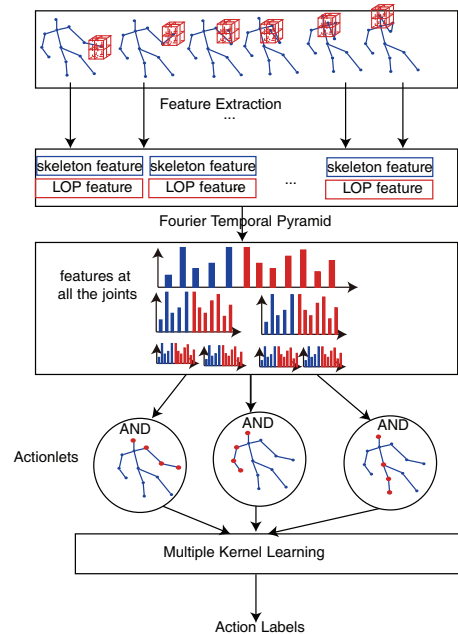 Feature Extraction
...
skeleton feature skeleton feature skeleton feature
LOP feature LOP feature ... LOP feature
Fourier Temporal Pyramid
features at
all the joints
AND AND AND
Actionlets
Multiple Kernel Learning
Action Labels